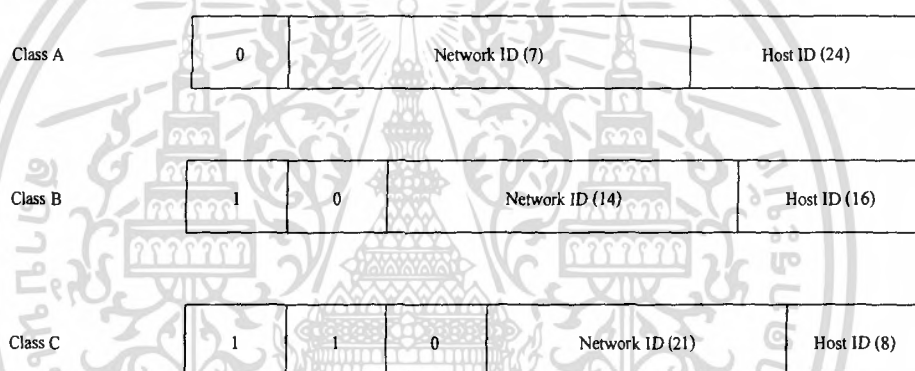 Class A 0 Network ID (7) Host ID (24)
Class B 1 0 Network ID (14) Host ID (16)
Class C 1 1 0 Network ID (21) Host ID (8)